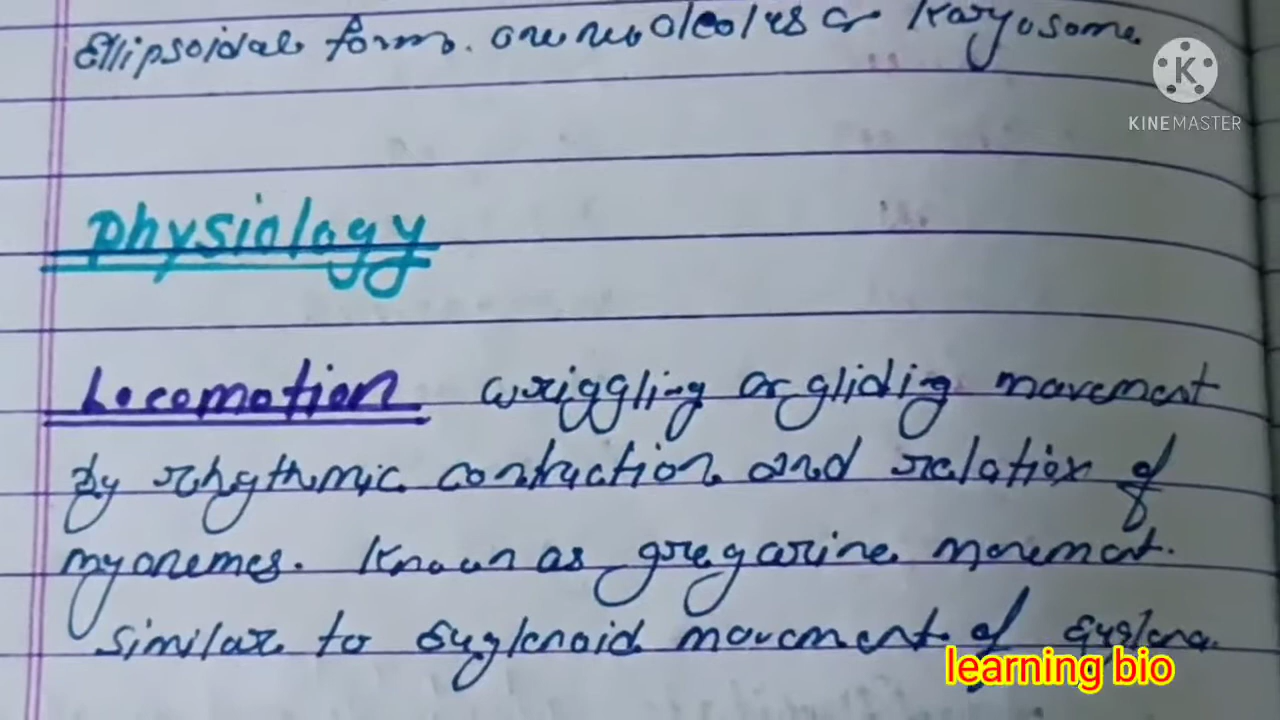 Ellipsoidal form. one nucleolus or Karyosome.
KINEMASTER
Physiology
Locomotion wriggling or gliding movement
by rhythmic contraction and relation of
myonemes. Known as gregarine movement.
similar to Euglenoid movement of Euglena.
learning bio